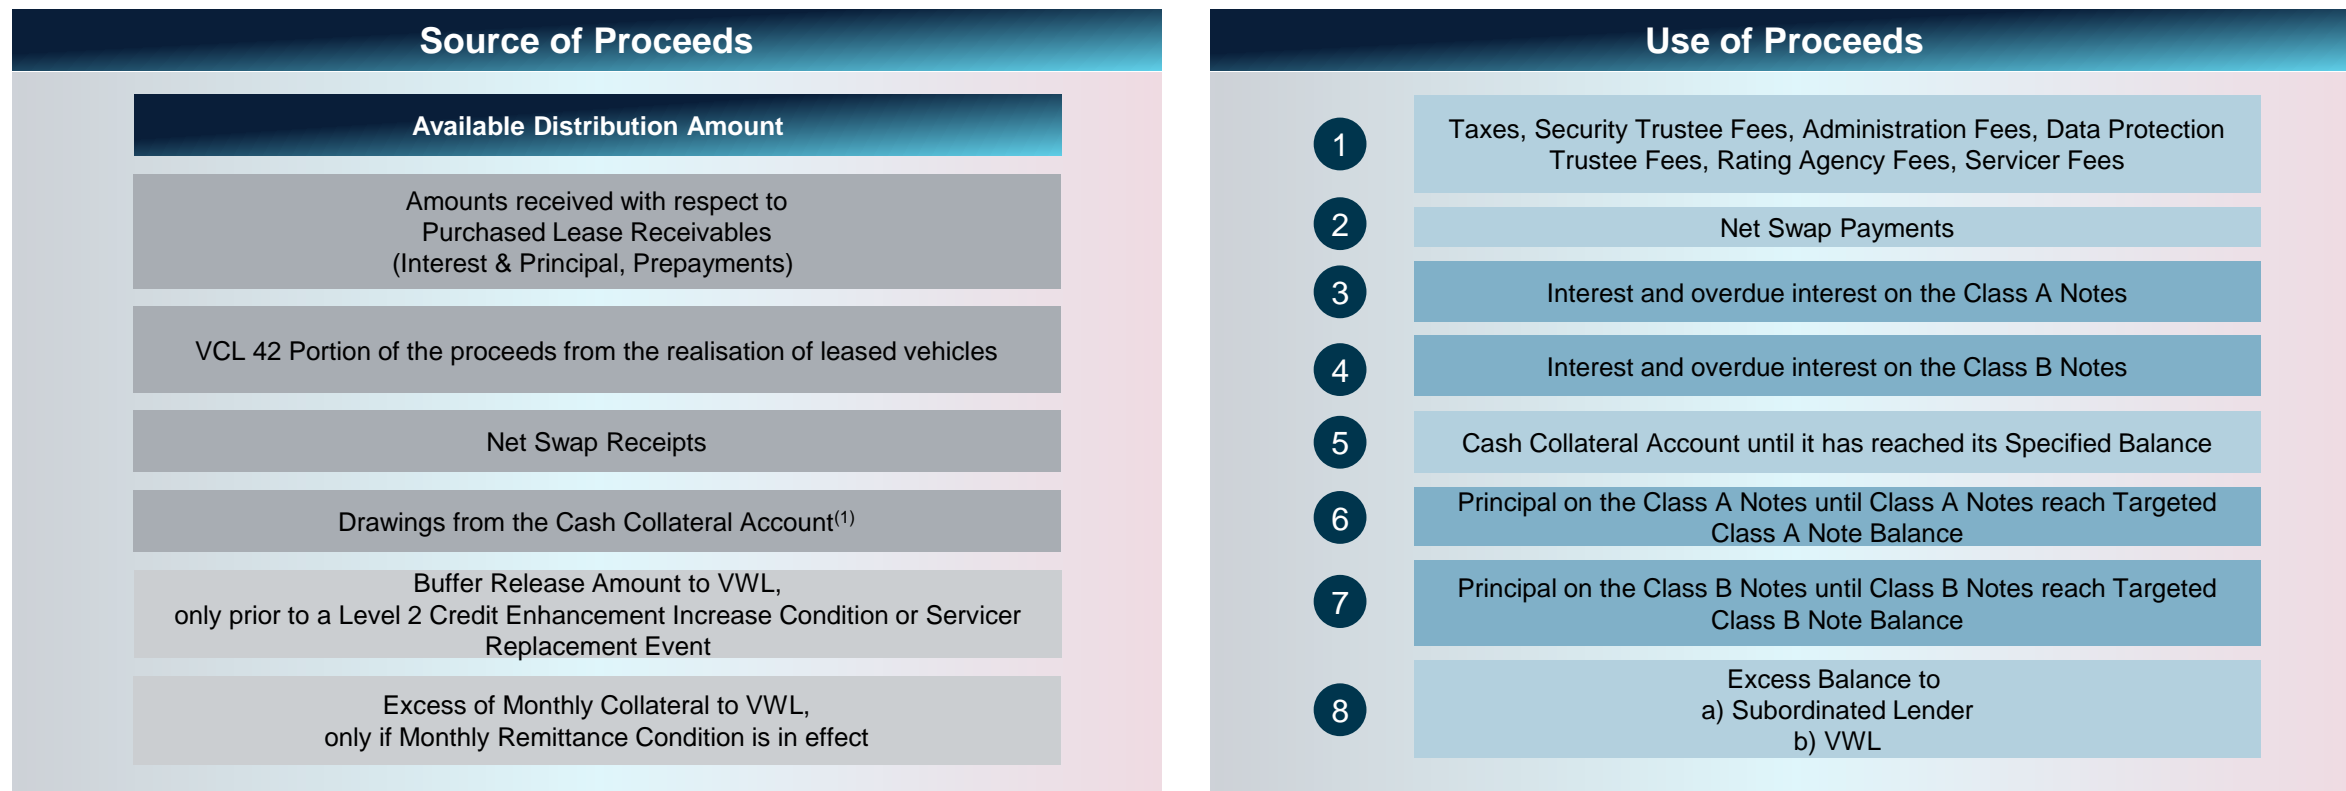 Source of Proceeds
Available Distribution Amount
Amounts received with respect to
Purchased Lease Receivables
(Interest & Principal, Prepayments)
VCL 42 Portion of the proceeds from the realisation of leased vehicles
Net Swap Receipts
Drawings from the Cash Collateral Account(1)
Buffer Release Amount to VWL,
only prior to a Level 2 Credit Enhancement Increase Condition or Servicer
Replacement Event
Excess of Monthly Collateral to VWL,
only if Monthly Remittance Condition is in effect
Use of Proceeds
1
Taxes, Security Trustee Fees, Administration Fees, Data Protection
Trustee Fees, Rating Agency Fees, Servicer Fees
2
Net Swap Payments
3
Interest and overdue interest on the Class A Notes
4
Interest and overdue interest on the Class B Notes
5
Cash Collateral Account until it has reached its Specified Balance
6
Principal on the Class A Notes until Class A Notes reach Targeted
Class A Note Balance
7
Principal on the Class B Notes until Class B Notes reach Targeted
Class B Note Balance
8
Excess Balance to
a) Subordinated Lender
b) VWL